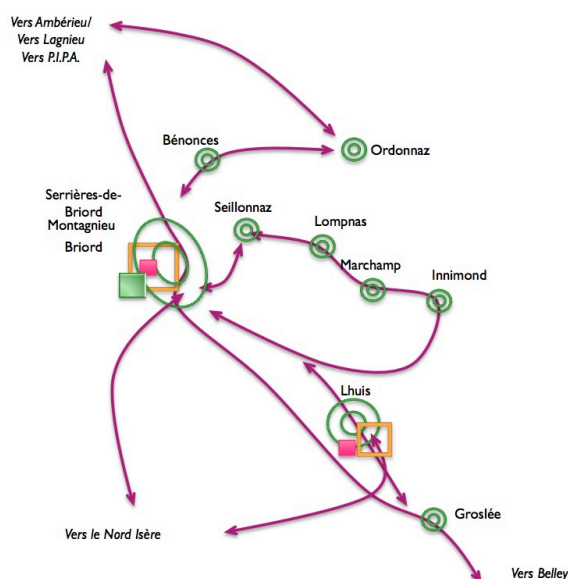 Vers Ambérieu/
Vers Lagnieu
Vers P.I.P.A.
Bénonces
Ordonnaz
Serrières-de-
Briord
Montagnieu
Briord
Seillonnaz
Lompnas
Marchamp
Innimond
Lhuis
Groslée
Vers le Nord Isère
Vers Belley